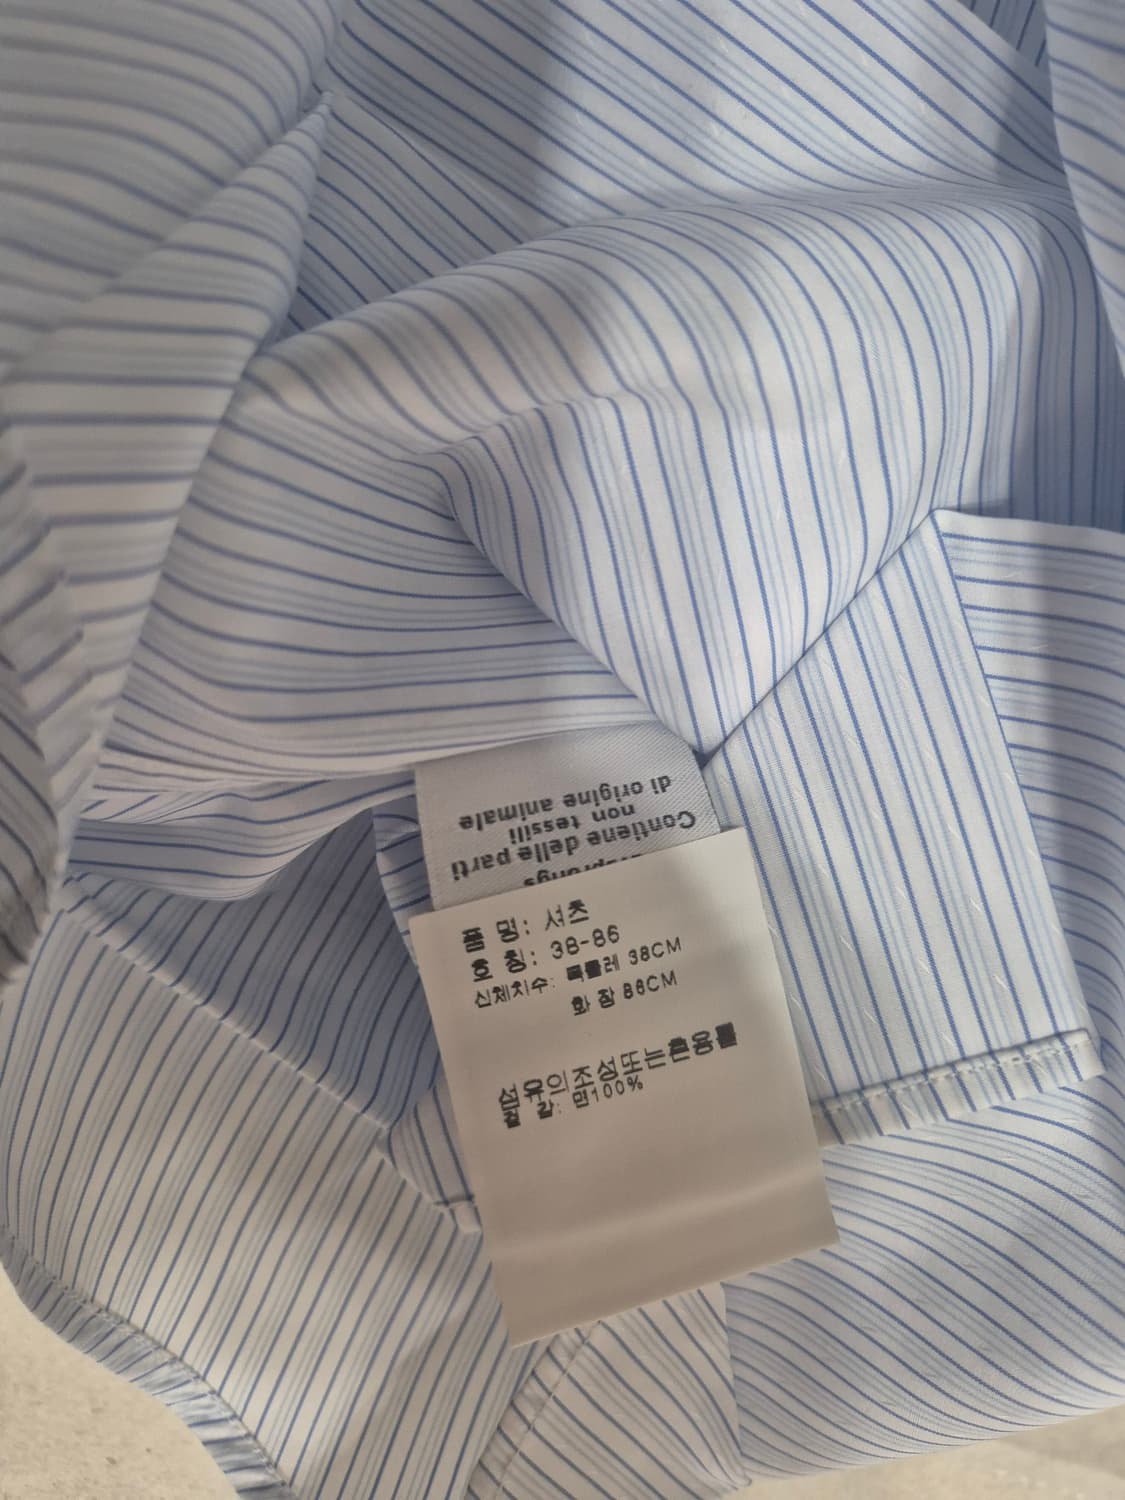 di origine animale
non tessili
Contiene delle parti
품 명: 셔츠
호 칭: 38-86
신체치수: 목둘레 38CM
화 장 86CM
섬유의조성또는혼용률
겉 감: 면100%